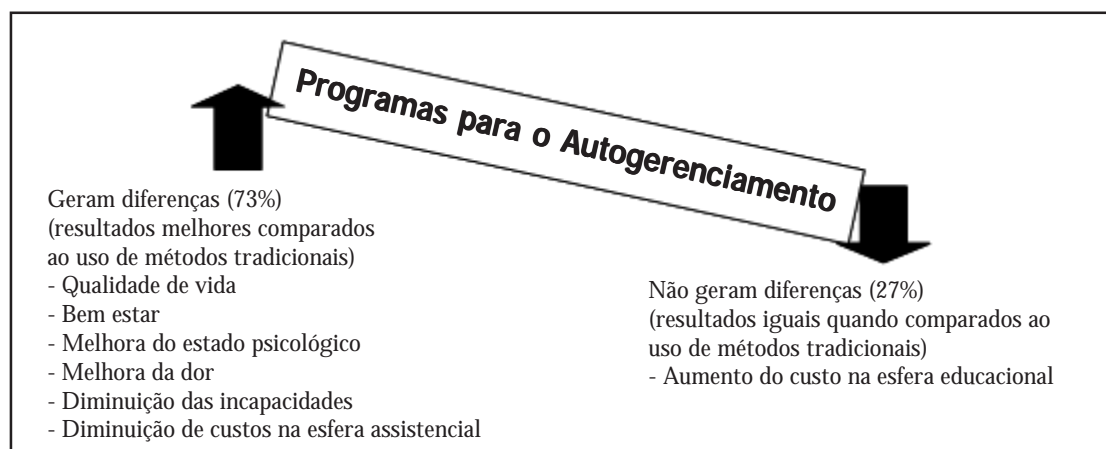 Programas para o Autogerenciamento
Geram diferenças (73%)
(resultados melhores comparados
ao uso de métodos tradicionais)
- Qualidade de vida
- Bem estar
- Melhora do estado psicológico
- Melhora da dor
- Diminuição das incapacidades
- Diminuição de custos na esfera assistencial
Não geram diferenças (27%)
(resultados iguais quando comparados ao
uso de métodos tradicionais)
- Aumento do custo na esfera educacional